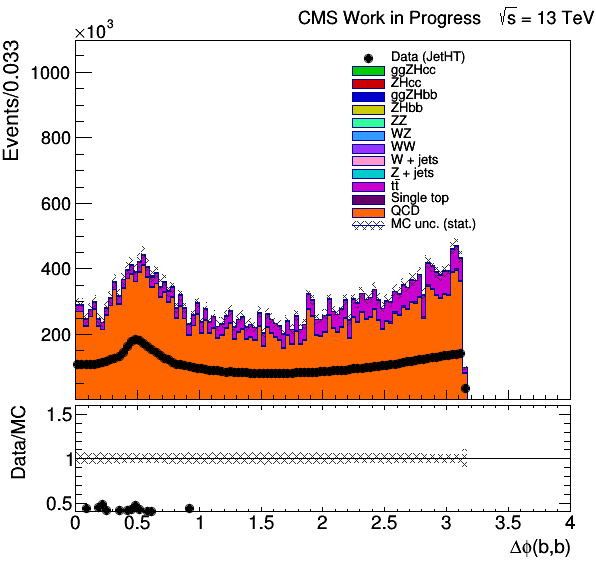 CMS Work in Progress √s = 13 TeV
×10³
Events/0.033
1000
800
600
400
200
Data (JetHT)
ggZHcc
ZHcc
ggZHbb
ZHbb
ZZ
WZ
WW
W + jets
Z + jets
tt̄
Single top
QCD
MC unc. (stat.)
Data/MC
1.5
1
0.5
0 0.5 1 1.5 2 2.5 3 3.5 4
Δϕ(b,b)